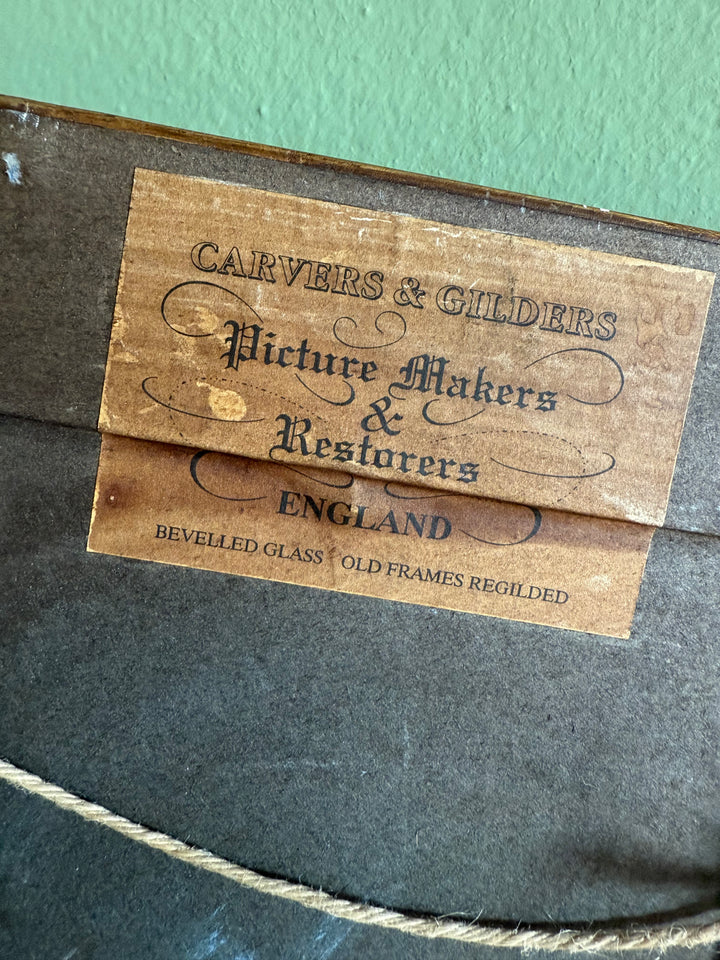 CARVERS & GILDERS
Picture Makers
&
Restorers
ENGLAND
BEVELLED GLASS OLD FRAMES REGILDED